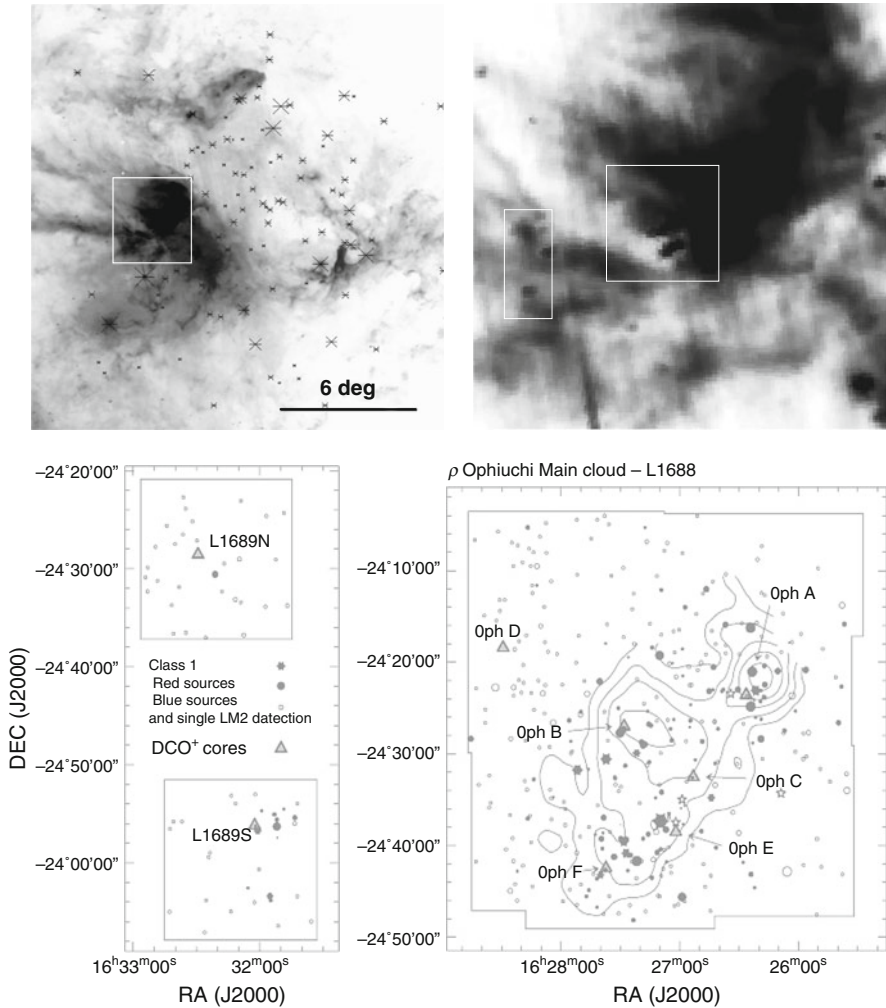 6 deg
ρ Ophiuchi Main cloud – L1688
−24°20′00″
−24°30′00″
−24°40′00″
−24°50′00″
−24°00′00″
DEC (J2000)
L1689N
Class 1
Red sources
Blue sources
and single LM2 datection
DCO⁺ cores
L1689S
16ʰ33ᵐ00ˢ
32ᵐ00ˢ
RA (J2000)
−24°10′00″
−24°20′00″
−24°30′00″
−24°40′00″
−24°50′00″
0ph A
0ph D
0ph B
0ph C
0ph E
0ph F
16ʰ28ᵐ00ˢ
27ᵐ00ˢ
26ᵐ00ˢ
RA (J2000)